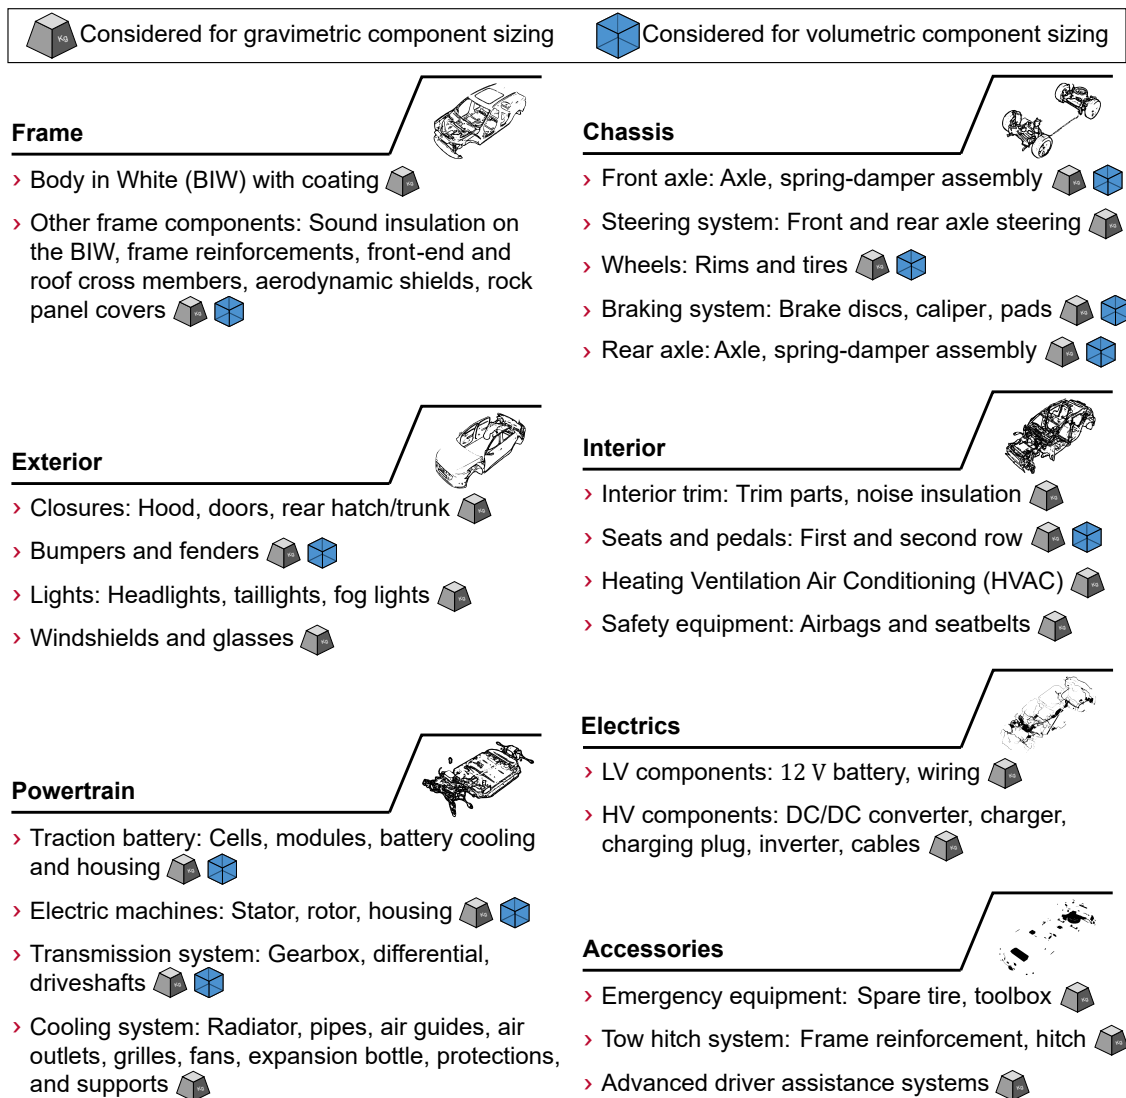 Considered for gravimetric component sizing
Considered for volumetric component sizing
Frame
› Body in White (BIW) with coating
› Other frame components: Sound insulation on
the BIW, frame reinforcements, front-end and
roof cross members, aerodynamic shields, rock
panel covers
Exterior
› Closures: Hood, doors, rear hatch/trunk
› Bumpers and fenders
› Lights: Headlights, taillights, fog lights
› Windshields and glasses
Powertrain
› Traction battery: Cells, modules, battery cooling
and housing
› Electric machines: Stator, rotor, housing
› Transmission system: Gearbox, differential,
driveshafts
› Cooling system: Radiator, pipes, air guides, air
outlets, grilles, fans, expansion bottle, protections,
and supports
Chassis
› Front axle: Axle, spring-damper assembly
› Steering system: Front and rear axle steering
› Wheels: Rims and tires
› Braking system: Brake discs, caliper, pads
› Rear axle: Axle, spring-damper assembly
Interior
› Interior trim: Trim parts, noise insulation
› Seats and pedals: First and second row
› Heating Ventilation Air Conditioning (HVAC)
› Safety equipment: Airbags and seatbelts
Electrics
› LV components: 12 V battery, wiring
› HV components: DC/DC converter, charger,
charging plug, inverter, cables
Accessories
› Emergency equipment: Spare tire, toolbox
› Tow hitch system: Frame reinforcement, hitch
› Advanced driver assistance systems